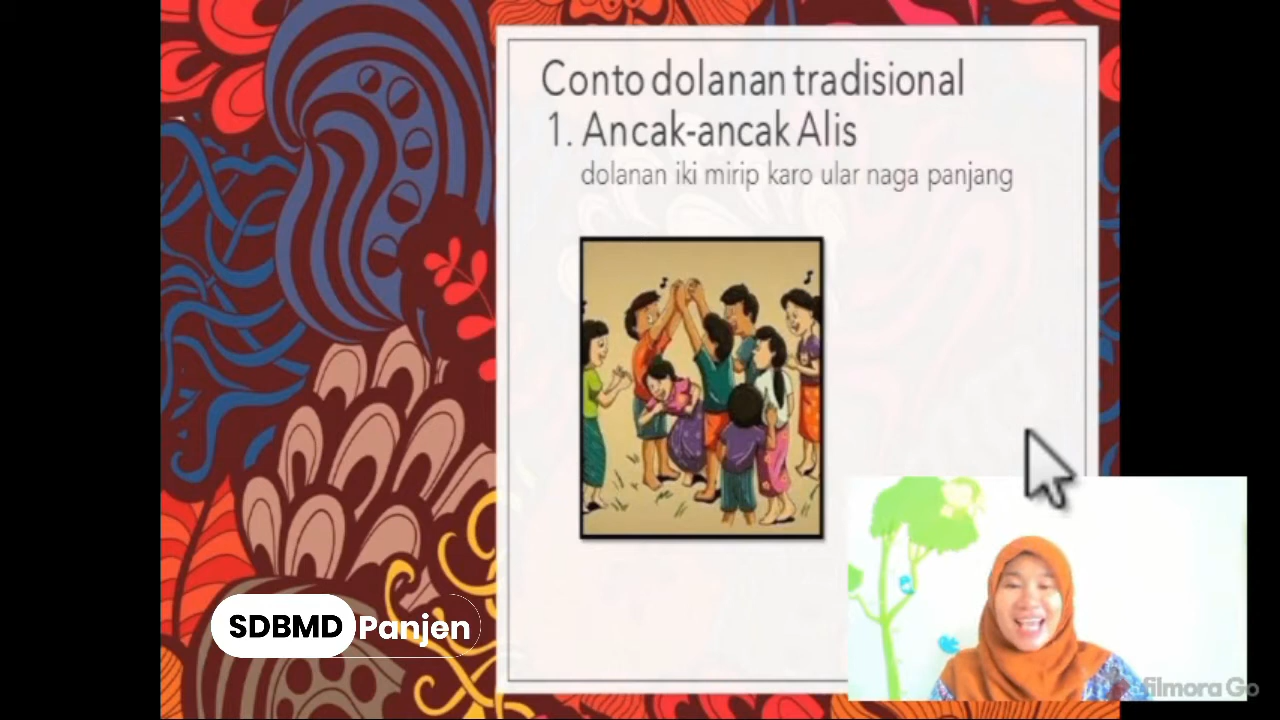 Conto dolanan tradisional
1. Ancak-ancak Alis
dolanan iki mirip karo ular naga panjang
SDBMD Panjen
filmora Go